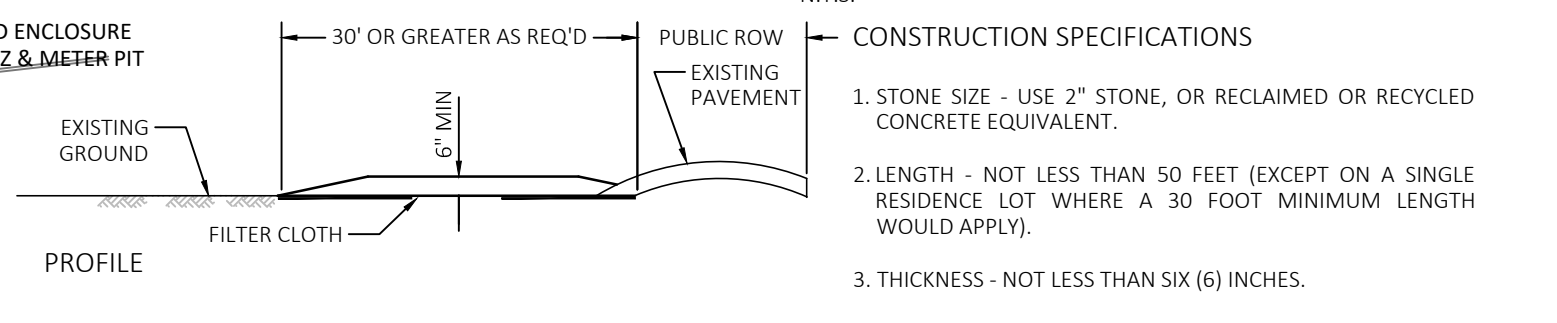 D ENCLOSURE
Z & METER PIT
30' OR GREATER AS REQ'D
PUBLIC ROW
EXISTING
PAVEMENT
6" MIN
EXISTING
GROUND
FILTER CLOTH
PROFILE
CONSTRUCTION SPECIFICATIONS
1. STONE SIZE - USE 2" STONE, OR RECLAIMED OR RECYCLED
CONCRETE EQUIVALENT.
2. LENGTH - NOT LESS THAN 50 FEET (EXCEPT ON A SINGLE
RESIDENCE LOT WHERE A 30 FOOT MINIMUM LENGTH
WOULD APPLY).
3. THICKNESS - NOT LESS THAN SIX (6) INCHES.